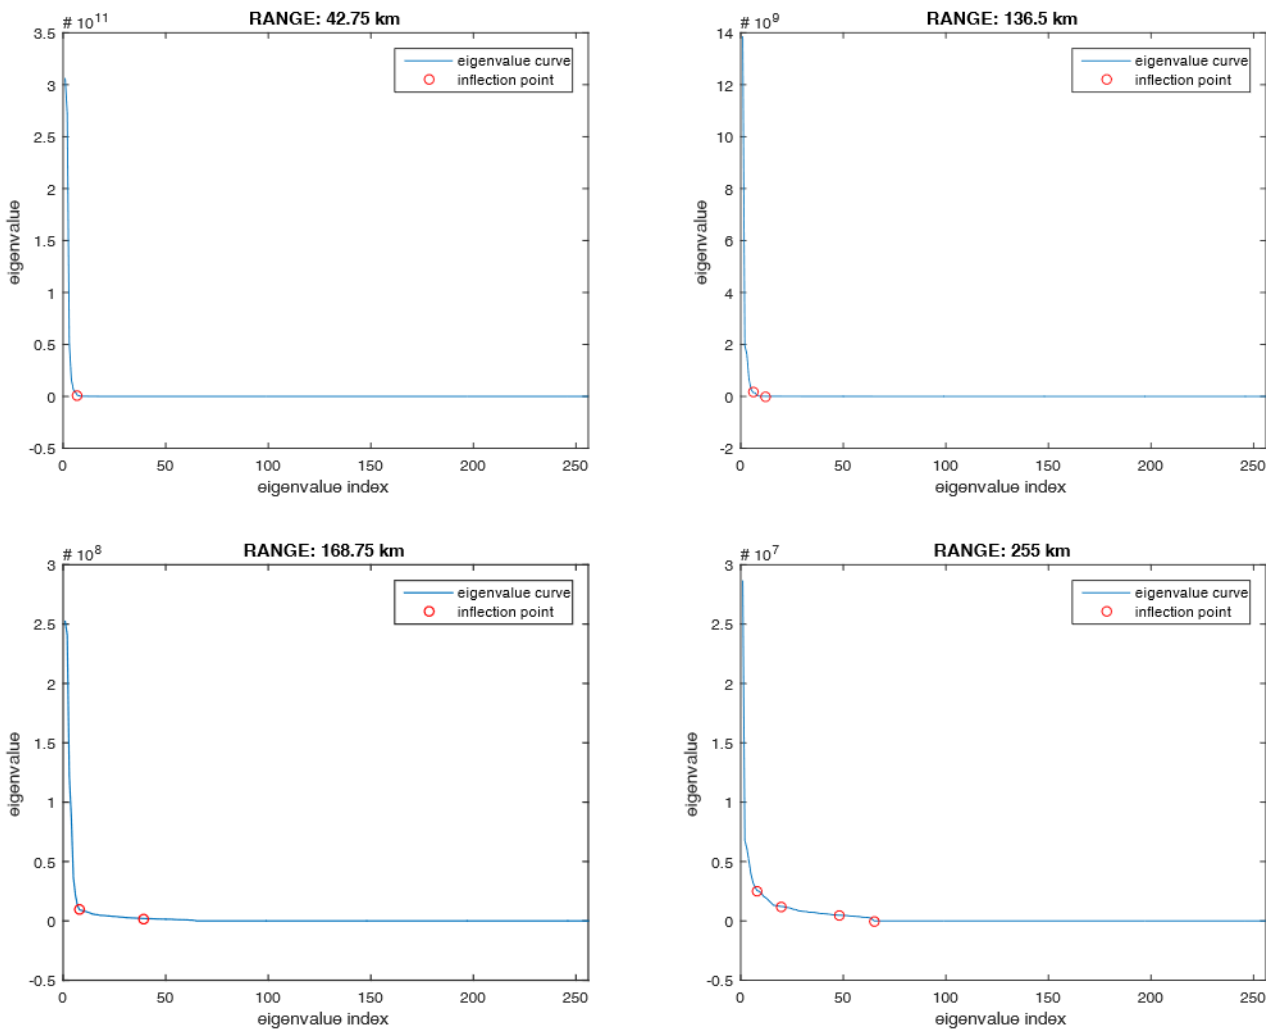 RANGE: 42.75 km
# 10^11
3.5
3
2.5
2
1.5
1
0.5
0
-0.5
eigenvalue
eigenvalue curve
inflection point
0 50 100 150 200 250
eigenvalue index
RANGE: 136.5 km
# 10^9
14
12
10
8
6
4
2
0
-2
eigenvalue
eigenvalue curve
inflection point
0 50 100 150 200 250
eigenvalue index
RANGE: 168.75 km
# 10^8
3
2.5
2
1.5
1
0.5
0
-0.5
eigenvalue
eigenvalue curve
inflection point
0 50 100 150 200 250
eigenvalue index
RANGE: 255 km
# 10^7
3
2.5
2
1.5
1
0.5
0
-0.5
eigenvalue
eigenvalue curve
inflection point
0 50 100 150 200 250
eigenvalue index